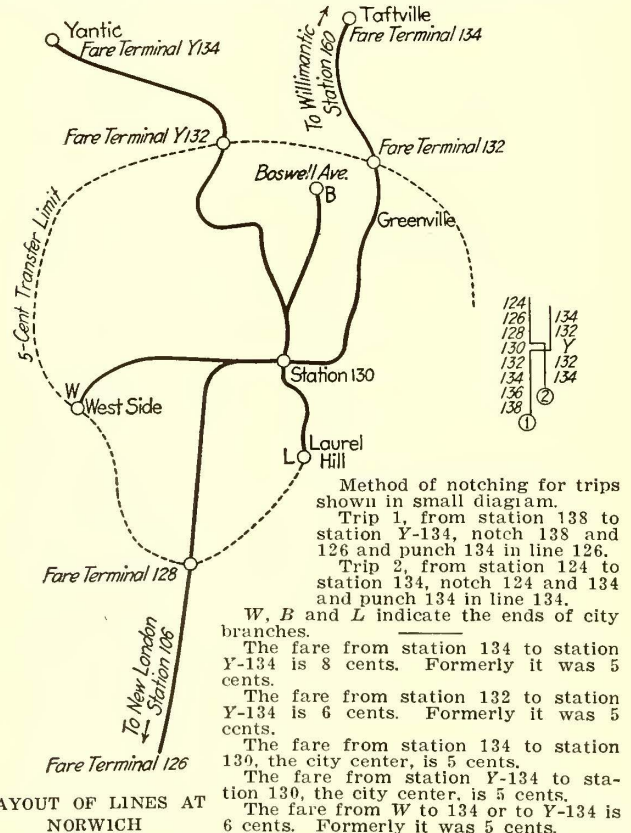 Yantic
Fare Terminal Y134
To Willimantic
Station 160
Taftville
Fare Terminal 134
Fare Terminal Y132
Fare Terminal 132
Boswell Ave.
B
Greenville
5-Cent Transfer Limit
124
126
128
130
132
134
136
138
1
134
132
Y
132
134
2
Station 130
W
West Side
L
Laurel
Hill
Fare Terminal 128
To New London
Station 106
Fare Terminal 126
Method of notching for trips
shown in small diagram.
Trip 1, from station 138 to
station Y-134, notch 138 and
126 and punch 134 in line 126.
Trip 2, from station 124 to
station 134, notch 124 and 134
and punch 134 in line 134.
W, B and L indicate the ends of city
branches.
The fare from station 134 to station
Y-134 is 8 cents. Formerly it was 5
cents.
The fare from station 132 to station
Y-134 is 6 cents. Formerly it was 5
cents.
The fare from station 134 to station
130, the city center, is 5 cents.
The fare from station Y-134 to sta-
tion 130, the city center, is 5 cents.
The fare from W to 134 or to Y-134 is
6 cents. Formerly it was 5 cents.
AYOUT OF LINES AT
NORWICH